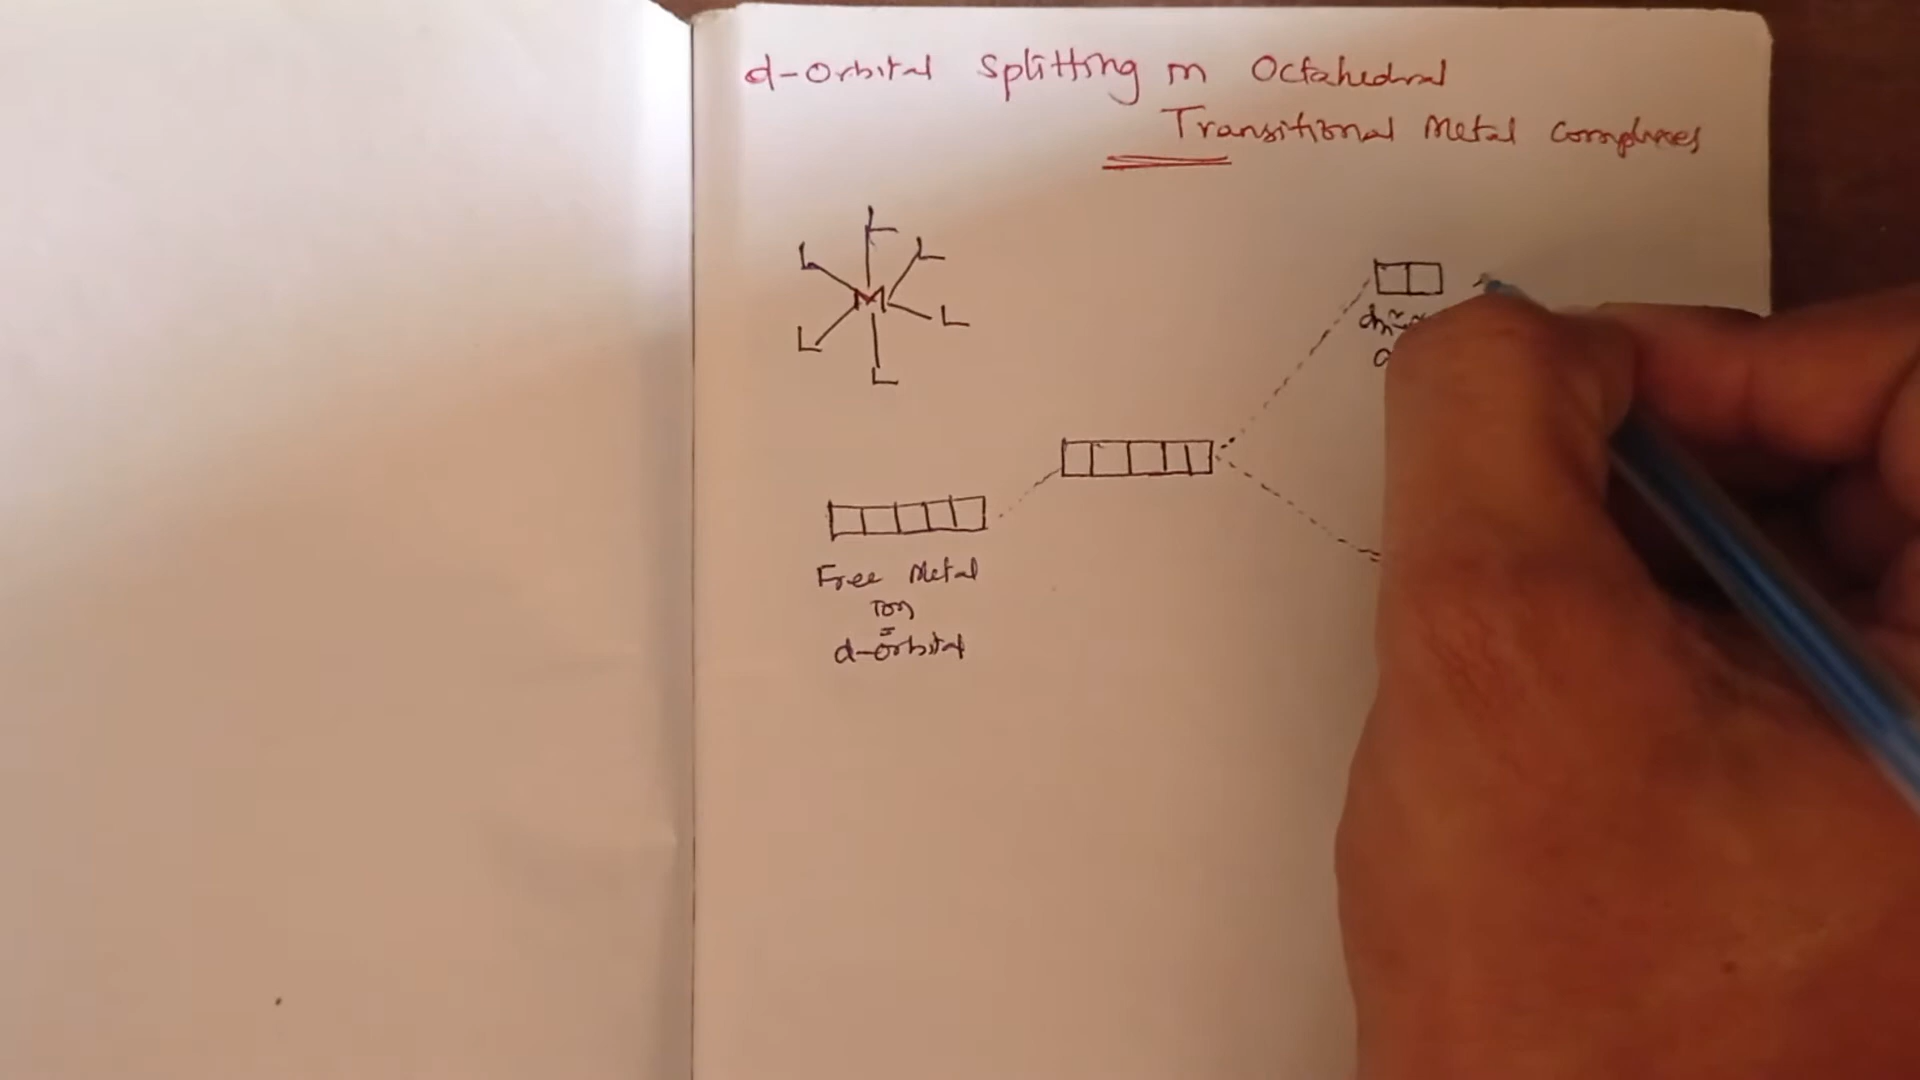 d-Orbital Splitting in Octahedral
Transitional Metal Complexes
L
L
L
M
L
L
L
Free Metal
Ion
d-orbital